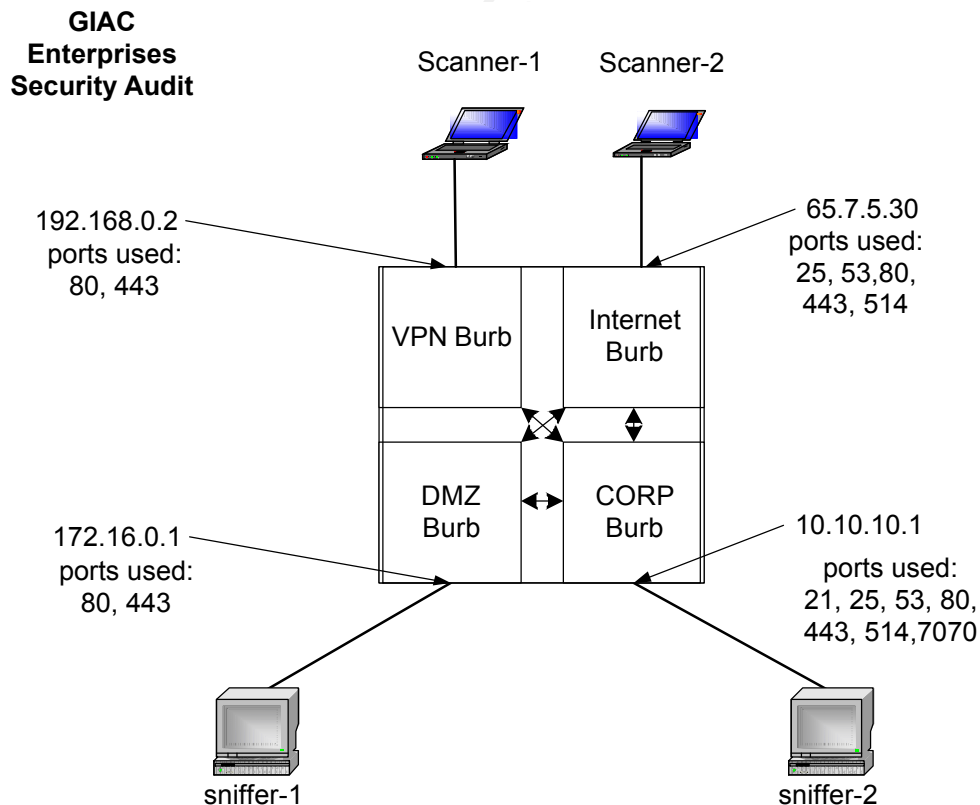 GIAC
Enterprises
Security Audit
Scanner-1
Scanner-2
192.168.0.2
ports used:
80, 443
65.7.5.30
ports used:
25, 53,80,
443, 514
VPN Burb
Internet
Burb
DMZ
Burb
CORP
Burb
172.16.0.1
ports used:
80, 443
10.10.10.1
ports used:
21, 25, 53, 80,
443, 514,7070
sniffer-1
sniffer-2